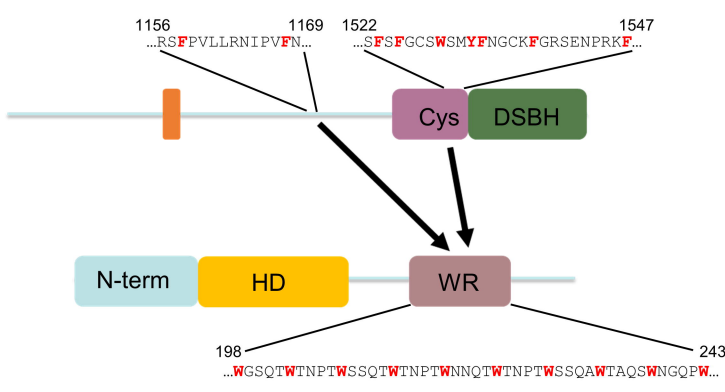 1156 1169 1522 1547
...RSFPVLLRNIPVFN... ...SFSFGCSWSMYFNGCKFGRSENPRKF...
Cys DSBH
N-term HD WR
198 243
...WGSQTWTNPTWSSQTWTNPTWNNQTWTNPTWSSQAWTAQSWNGQPW...